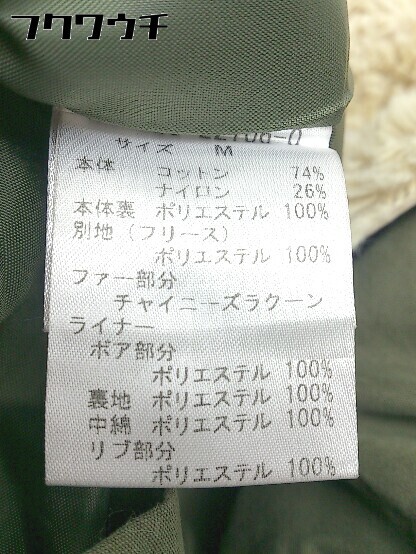 フクワウチ
22708-0
サイズ M
本体 コットン 74%
ナイロン 26%
本体裏 ポリエステル 100%
別地（フリース）
ポリエステル 100%
ファー部分
チャイニーズラクーン
ライナー
ボア部分
ポリエステル 100%
裏地 ポリエステル 100%
中綿 ポリエステル 100%
リブ部分
ポリエステル 100%